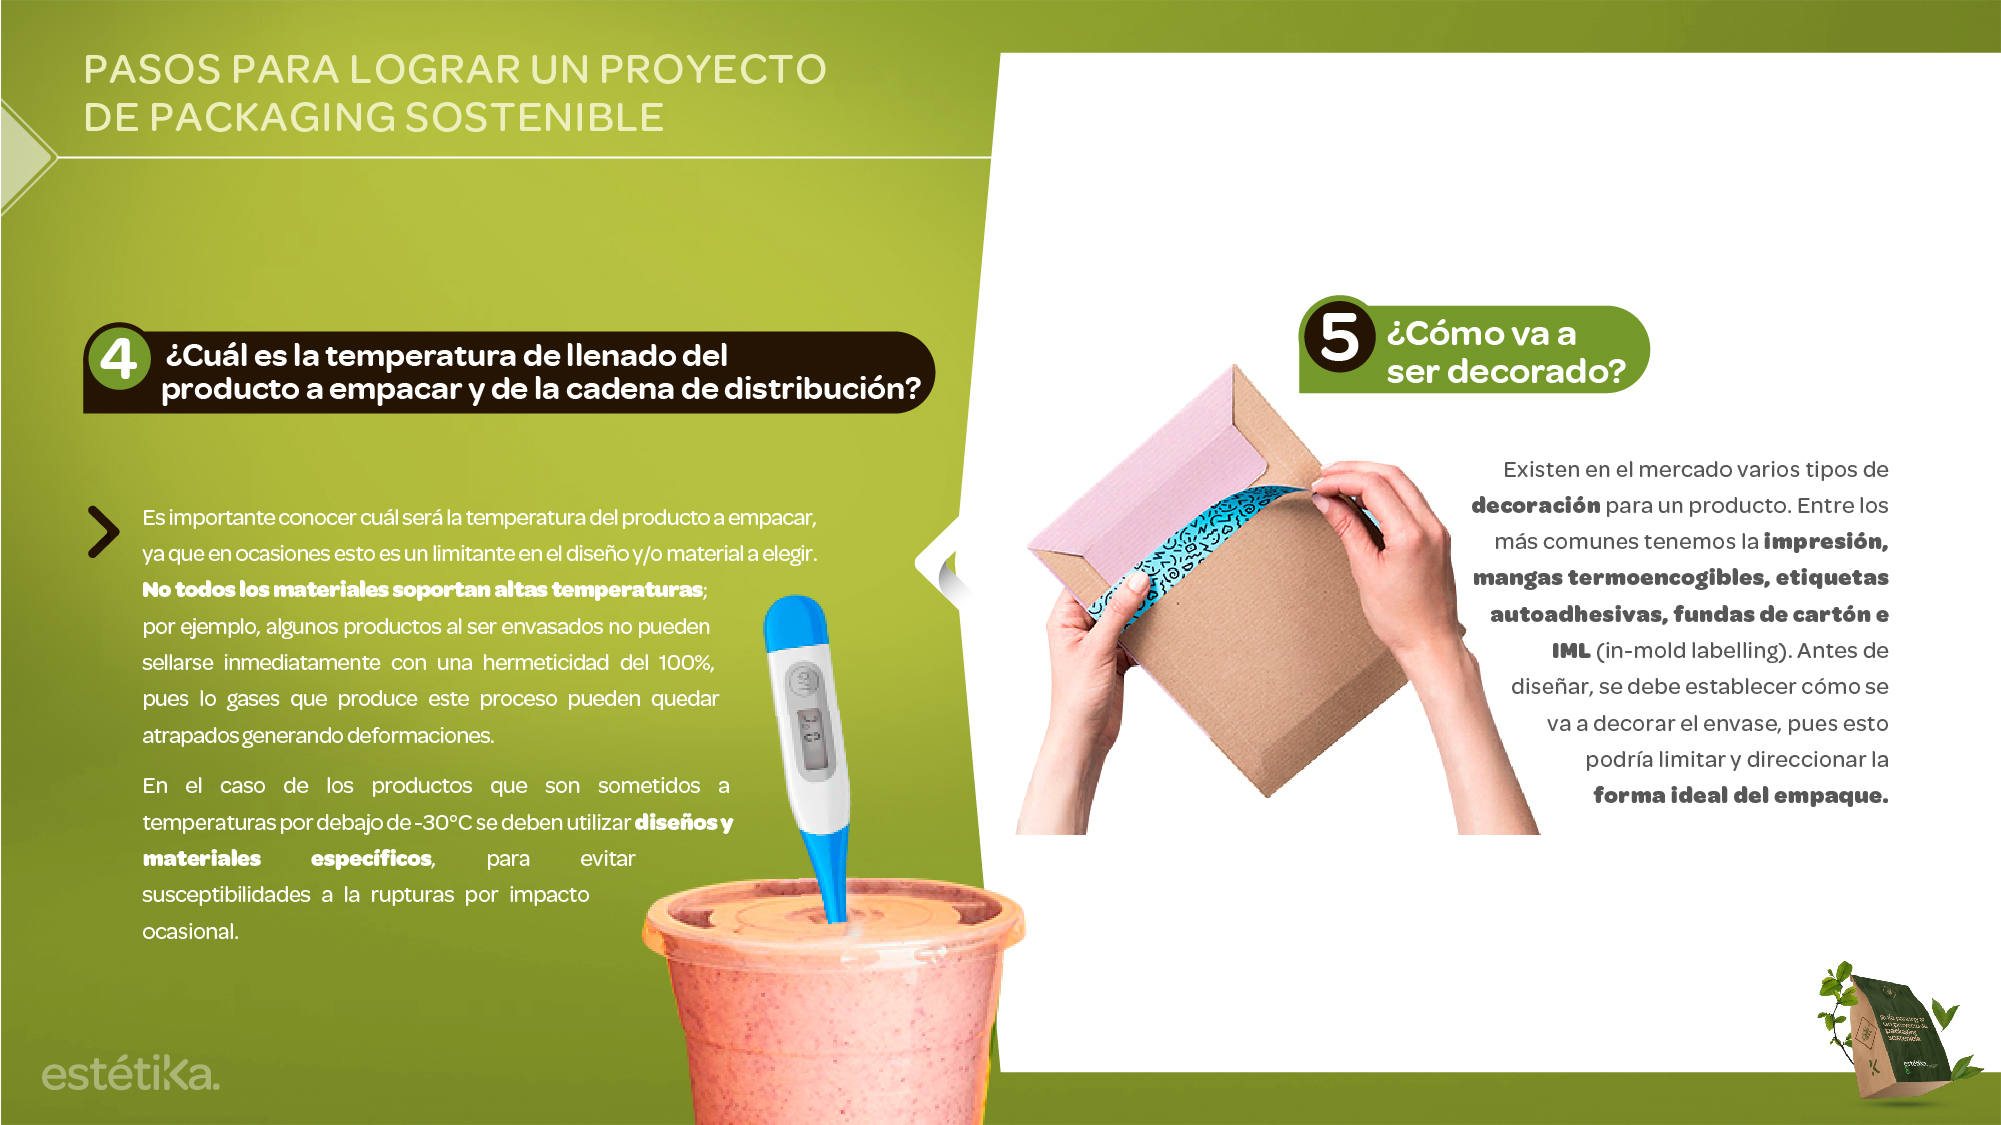 PASOS PARA LOGRAR UN PROYECTO
DE PACKAGING SOSTENIBLE
4
¿Cuál es la temperatura de llenado del
producto a empacar y de la cadena de distribución?
Es importante conocer cuál será la temperatura del producto a empacar,
ya que en ocasiones esto es un limitante en el diseño y/o material a elegir.
No todos los materiales soportan altas temperaturas;
por ejemplo, algunos productos al ser envasados no pueden
sellarse inmediatamente con una hermeticidad del 100%,
pues lo gases que produce este proceso pueden quedar
atrapados generando deformaciones.
En el caso de los productos que son sometidos a
temperaturas por debajo de -30°C se deben utilizar diseños y
materiales específicos, para evitar
susceptibilidades a la rupturas por impacto
ocasional.
0°C
estétika.
5
¿Cómo va a
ser decorado?
Existen en el mercado varios tipos de
decoración para un producto. Entre los
más comunes tenemos la impresión,
mangas termoencogibles, etiquetas
autoadhesivas, fundas de cartón e
IML (in-mold labelling). Antes de
diseñar, se debe establecer cómo se
va a decorar el envase, pues esto
podría limitar y direccionar la
forma ideal del empaque.
un proyecto de
packaging
sostenible
estétika.